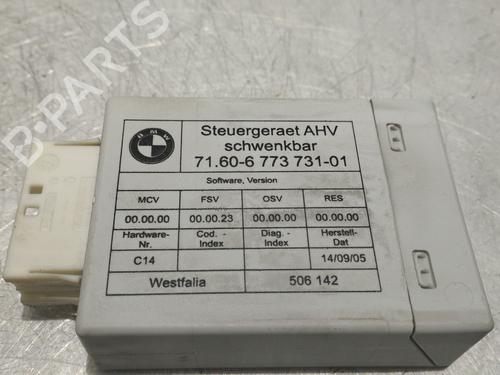 BMW
Steuergeraet AHV
schwenkbar
71.60-6 773 731-01
Software, Version
MCV FSV OSV RES
00.00.00 00.00.23 00.00.00 00.00.00
Hardware-Nr. Cod. -Index Diag. -Index Herstell-Dat
C14 14/09/05
Westfalia 506 142
B-PARTS